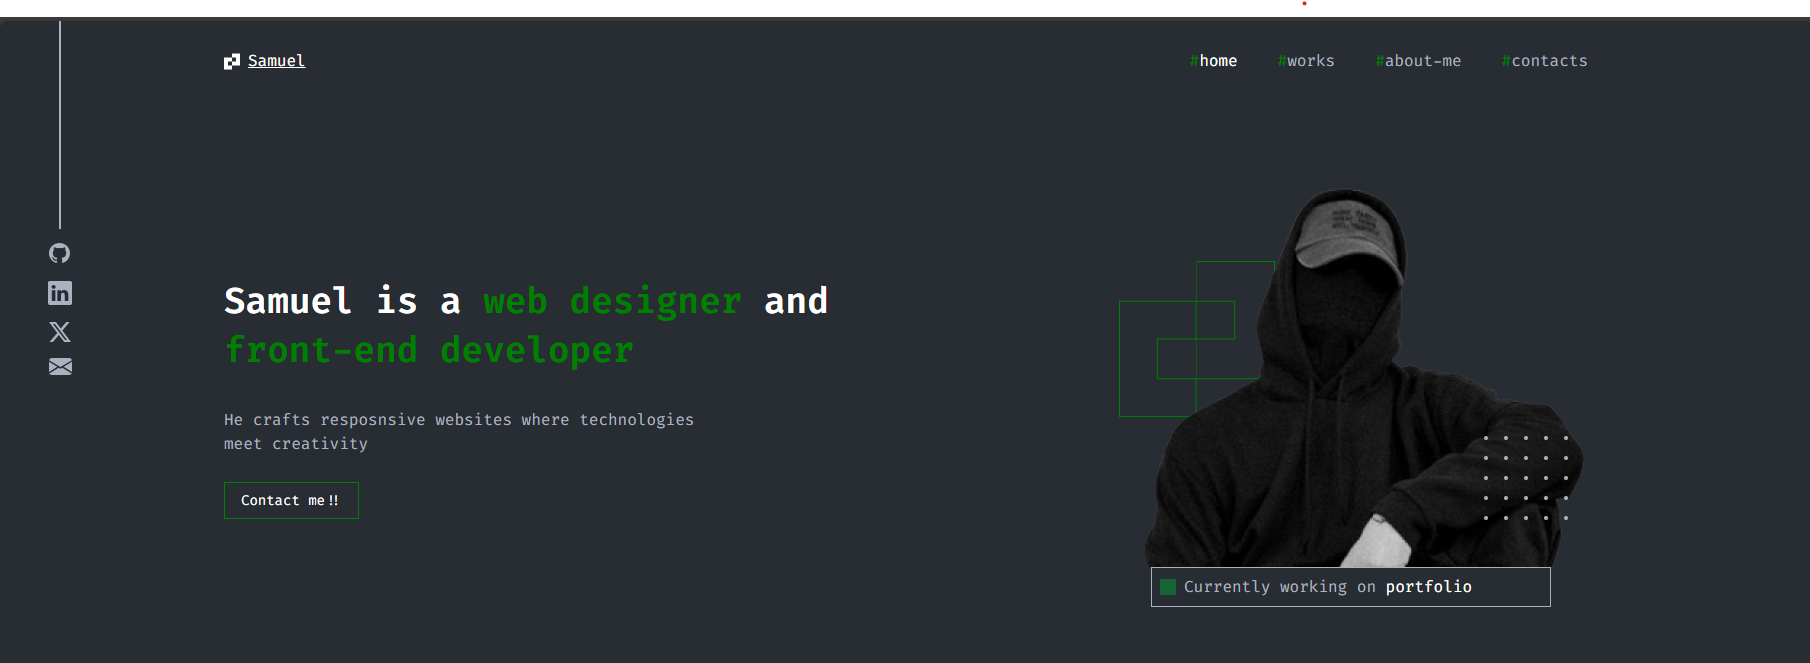 Samuel
#home #works #about-me #contacts
Samuel is a web designer and
front-end developer
He crafts resposnsive websites where technologies
meet creativity
Contact me!!
Currently working on portfolio